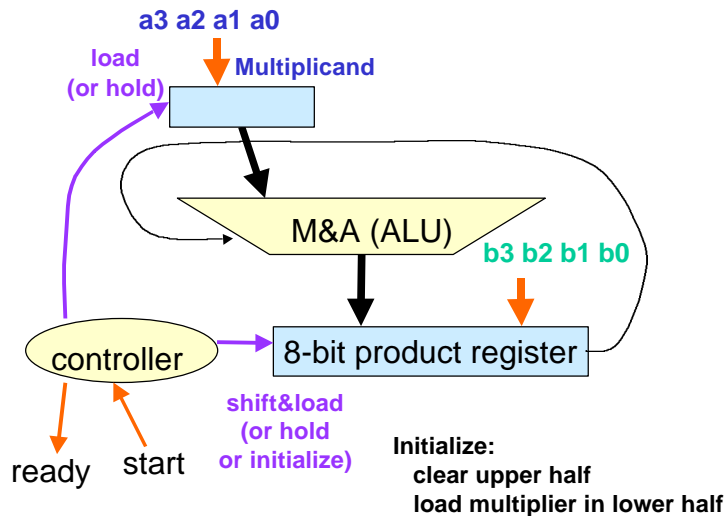 a3 a2 a1 a0
load
(or hold)
Multiplicand
M&A (ALU)
b3 b2 b1 b0
controller
8-bit product register
shift&load
(or hold
or initialize)
ready
start
Initialize:
clear upper half
load multiplier in lower half